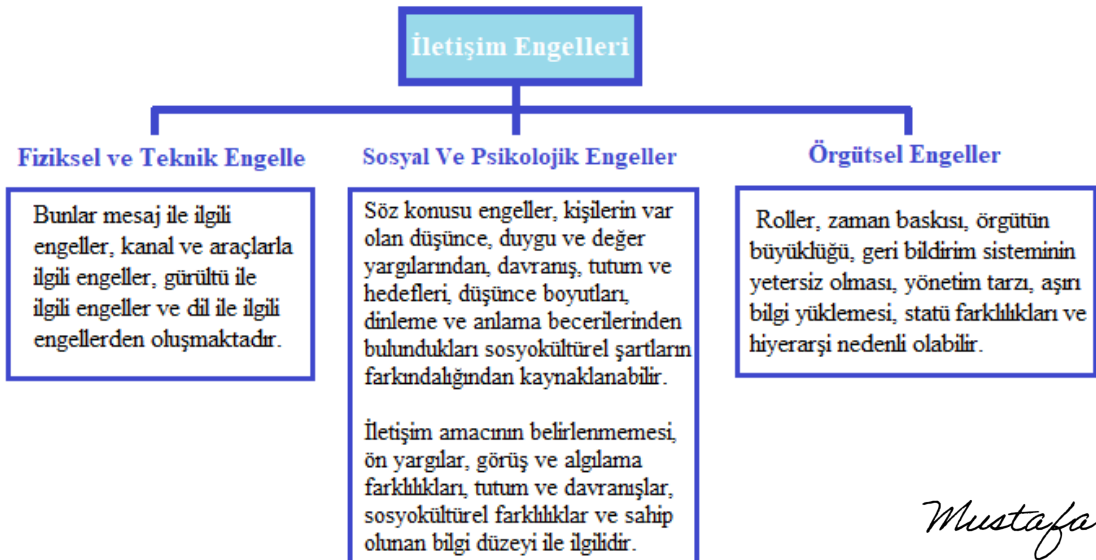 İletişim Engelleri
Fiziksel ve Teknik Engelle
Bunlar mesaj ile ilgili
engeller, kanal ve araçlarla
ilgili engeller, gürültü ile
ilgili engeller ve dil ile ilgili
engellerden oluşmaktadır.
Sosyal Ve Psikolojik Engeller
Söz konusu engeller, kişilerin var
olan düşünce, duygu ve değer
yargılarından, davranış, tutum ve
hedefleri, düşünce boyutları,
dinleme ve anlama becerilerinden
bulundukları sosyokültürel şartların
farkındalığından kaynaklanabilir.
İletişim amacının belirlenmemesi,
ön yargılar, görüş ve algılama
farklılıkları, tutum ve davranışlar,
sosyokültürel farklılıklar ve sahip
olunan bilgi düzeyi ile ilgilidir.
Örgütsel Engeller
Roller, zaman baskısı, örgütün
büyüklüğü, geri bildirim sisteminin
yetersiz olması, yönetim tarzı, aşırı
bilgi yüklemesi, statü farklılıkları ve
hiyerarşi nedenli olabilir.
Mustafa